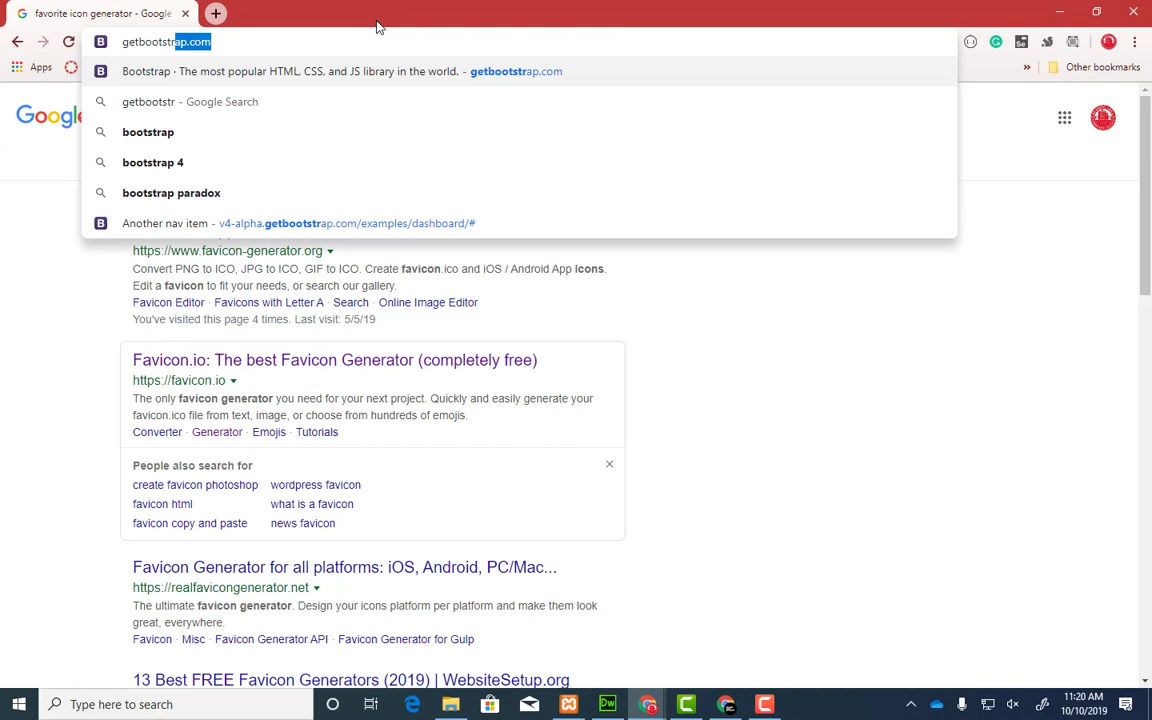 favorite icon generator - Google
getbootstrap.com
Bootstrap · The most popular HTML, CSS, and JS library in the world. - getbootstrap.com
getbootstr - Google Search
bootstrap
bootstrap 4
bootstrap paradox
Another nav item - v4-alpha.getbootstrap.com/examples/dashboard/#
Apps
» Other bookmarks
Google
https://www.favicon-generator.org
Convert PNG to ICO, JPG to ICO, GIF to ICO. Create favicon.ico and iOS / Android App Icons.
Edit a favicon to fit your needs, or search our gallery.
Favicon Editor · Favicons with Letter A · Search · Online Image Editor
You've visited this page 4 times. Last visit: 5/5/19
Favicon.io: The best Favicon Generator (completely free)
https://favicon.io
The only favicon generator you need for your next project. Quickly and easily generate your
favicon.ico file from text, image, or choose from hundreds of emojis.
Converter · Generator · Emojis · Tutorials
People also search for
create favicon photoshop wordpress favicon
favicon html what is a favicon
favicon copy and paste news favicon
Favicon Generator for all platforms: iOS, Android, PC/Mac...
https://realfavicongenerator.net
The ultimate favicon generator. Design your icons platform per platform and make them look
great, everywhere.
Favicon · Misc · Favicon Generator API · Favicon Generator for Gulp
13 Best FREE Favicon Generators (2019) | WebsiteSetup.org
Type here to search
Dw
11:20 AM
10/10/2019